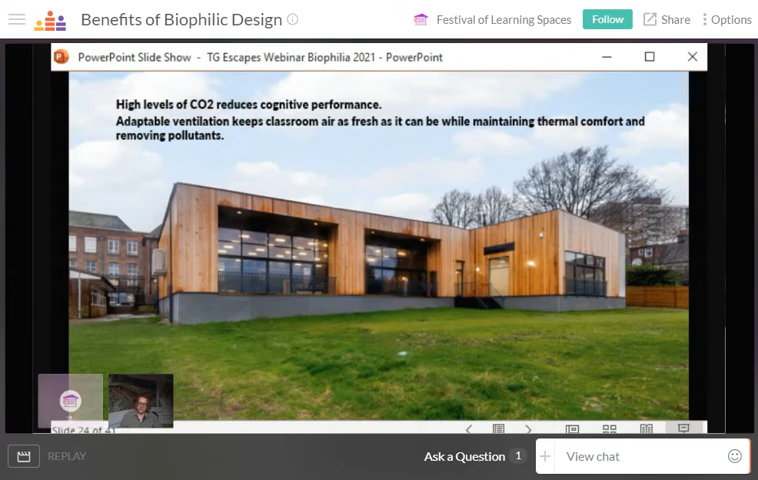 Benefits of Biophilic Design
Festival of Learning Spaces
Follow
Share
Options
PowerPoint Slide Show - TG Escapes Webinar Biophilia 2021 - PowerPoint
High levels of CO2 reduces cognitive performance.
Adaptable ventilation keeps classroom air as fresh as it can be while maintaining thermal comfort and
removing pollutants.
Slide 24 of 41
REPLAY
Ask a Question 1
View chat